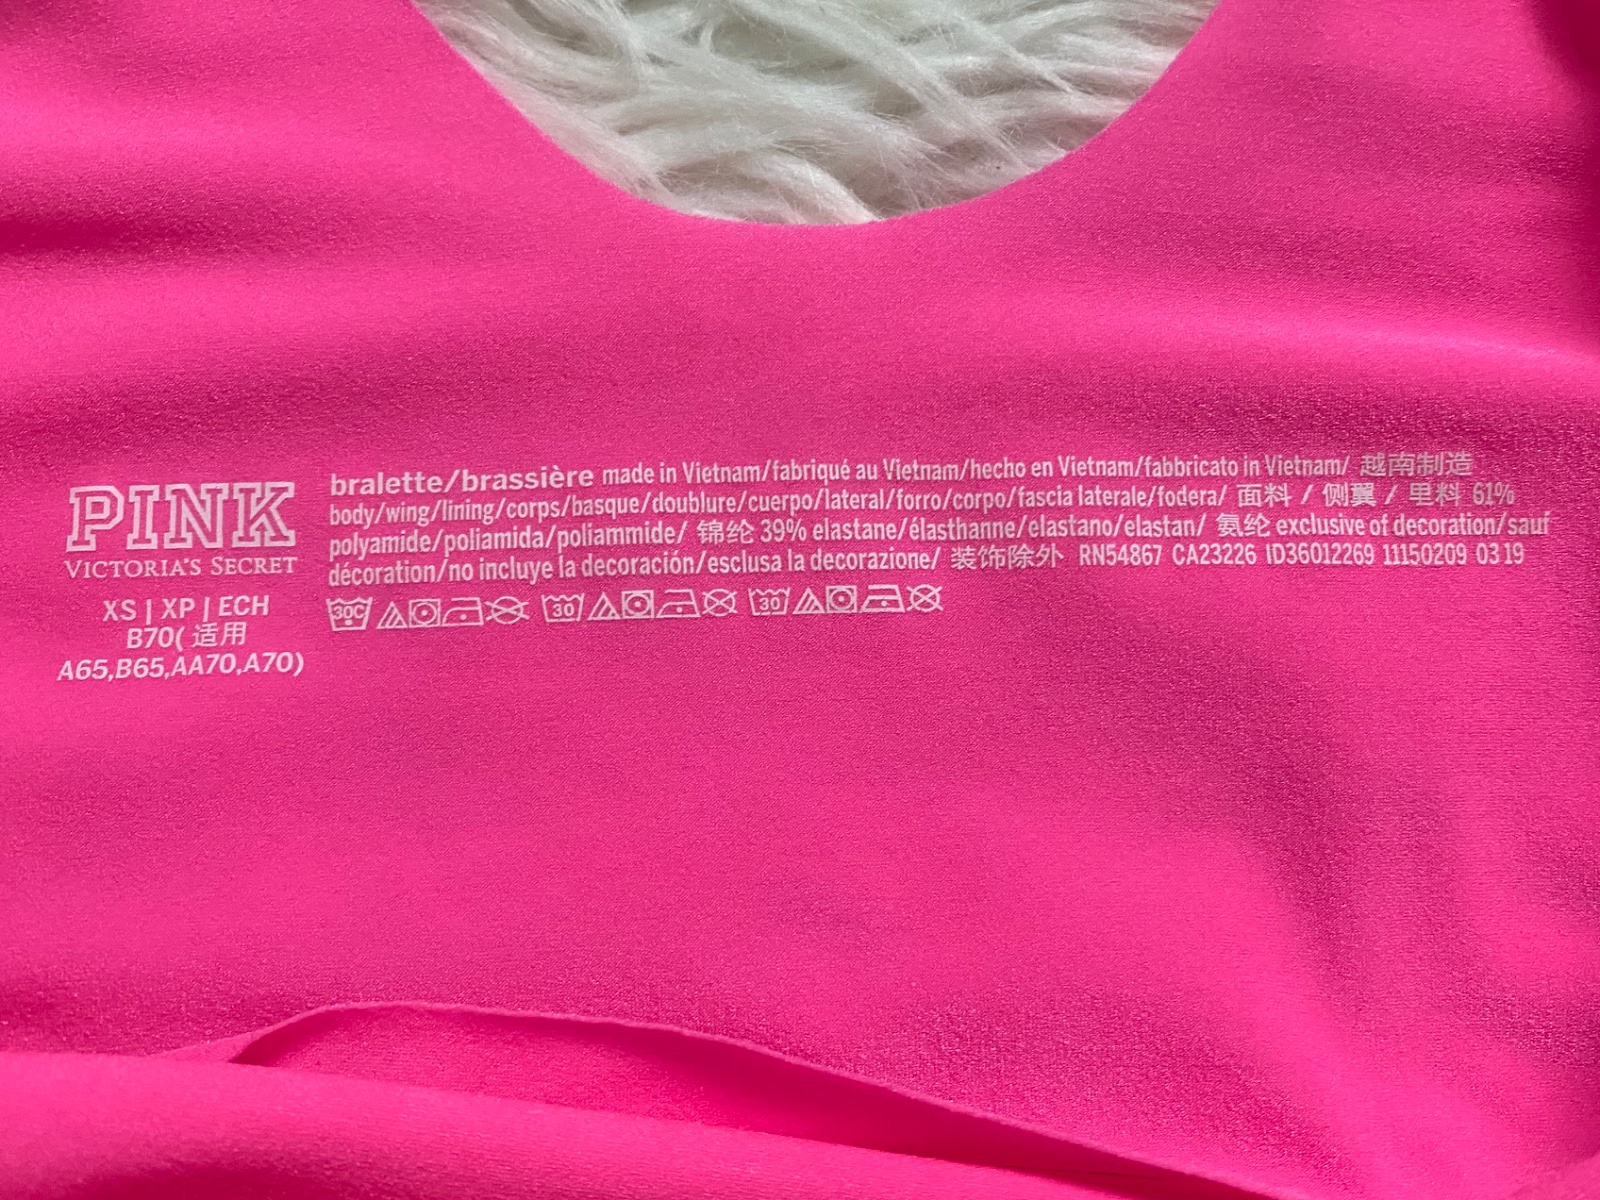 PINK
VICTORIA'S SECRET
XS | XP | ECH
B70( 适用
A65,B65,AA70,A70)
bralette/brassière made in Vietnam/fabriqué au Vietnam/hecho en Vietnam/fabbricato in Vietnam/ 越南制造
body/wing/lining/corps/basque/doublure/cuerpo/lateral/forro/corpo/fascia laterale/fodera/ 面料 / 侧翼 / 里料 61%
polyamide/poliamida/poliammide/ 锦纶 39% elastane/élasthanne/elastano/elastan/ 氨纶 exclusive of decoration/sauf
décoration/no incluye la decoración/esclusa la decorazione/ 装饰除外 RN54867 CA23226 ID36012269 11150209 03 19
30C 30 30